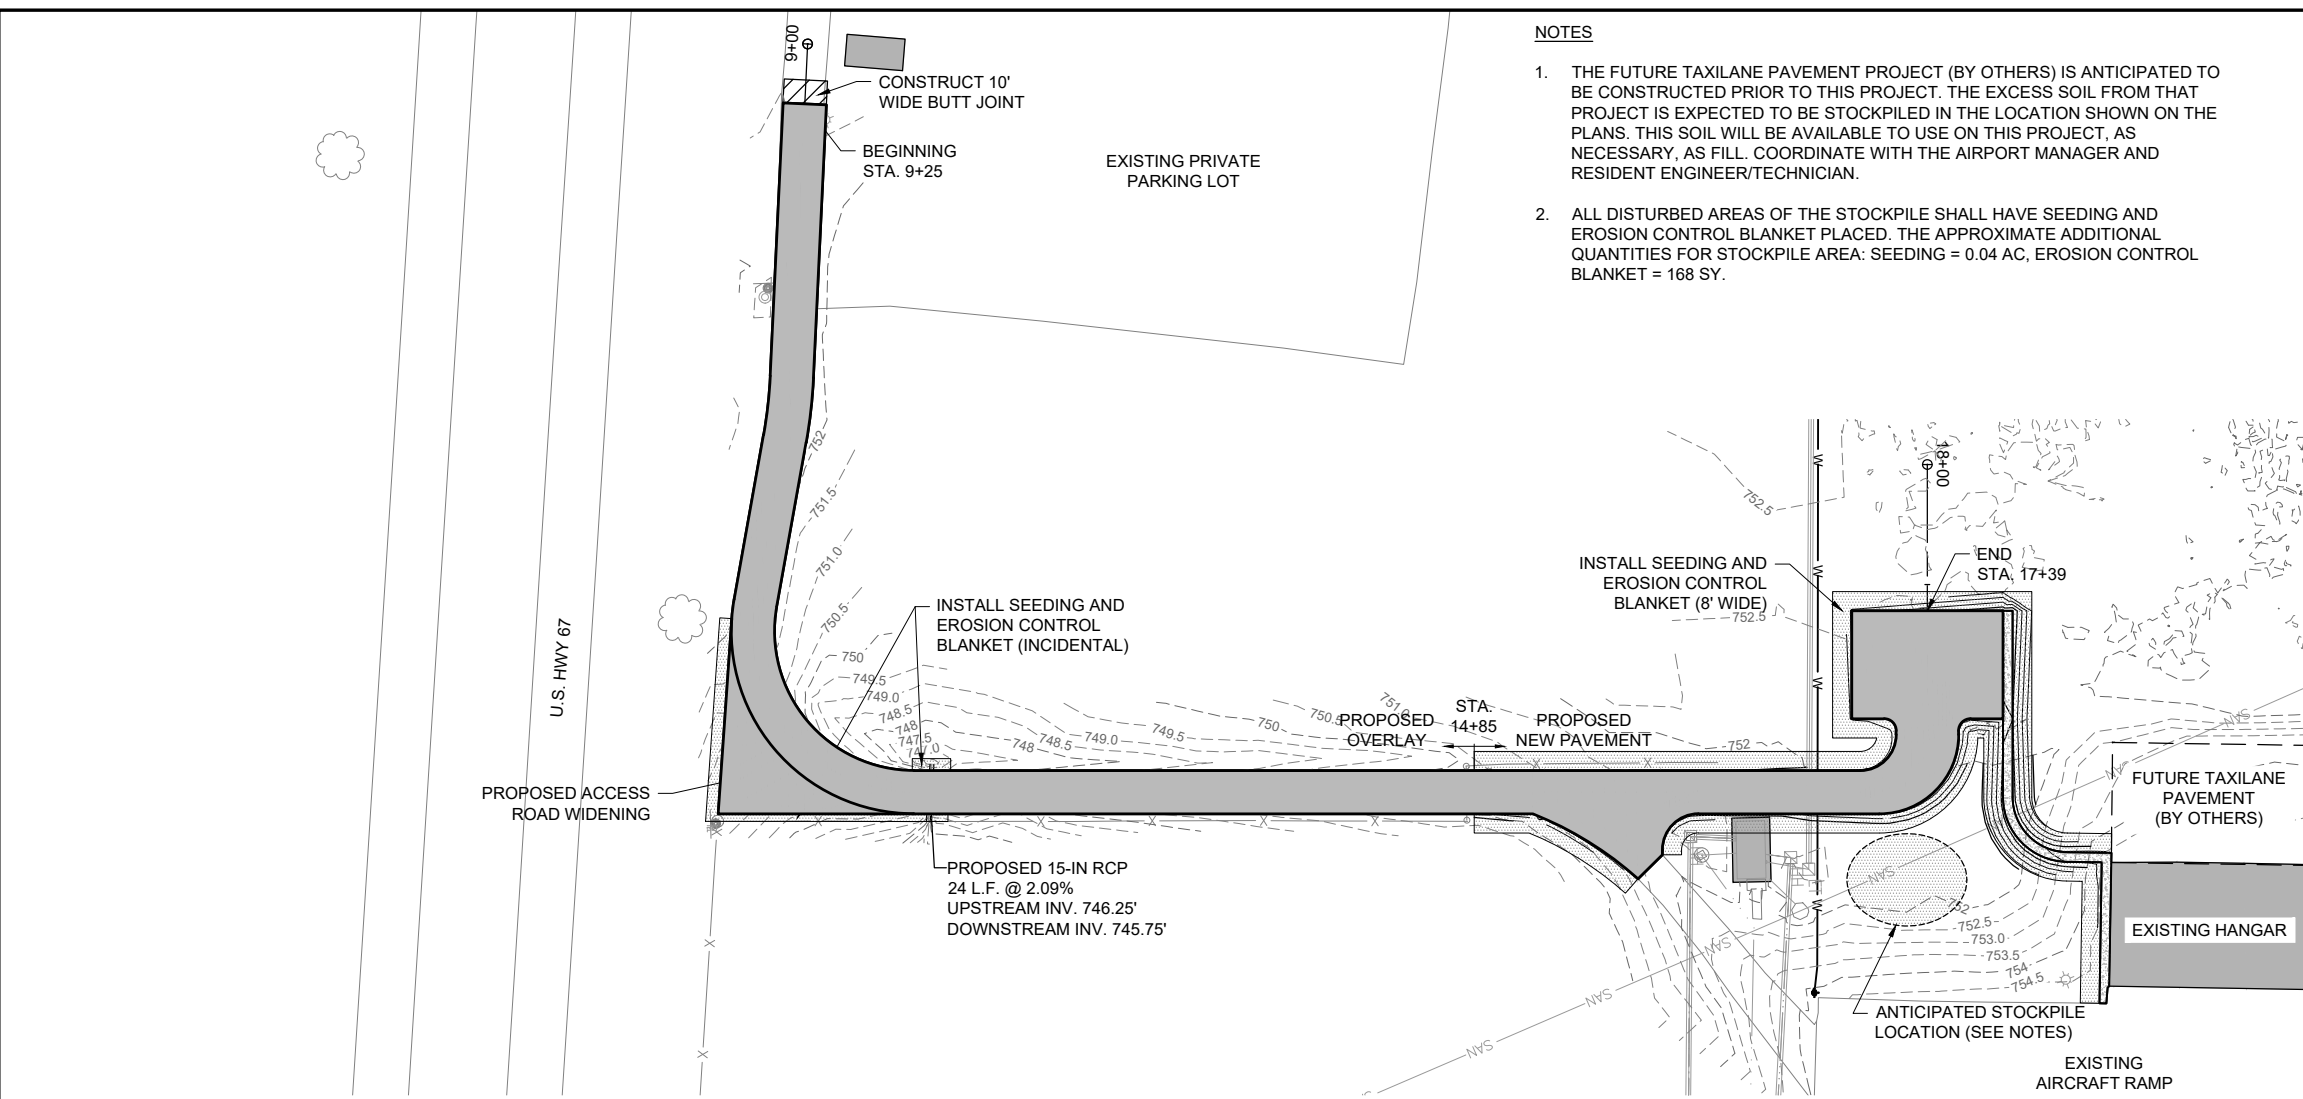 NOTES
1. THE FUTURE TAXILANE PAVEMENT PROJECT (BY OTHERS) IS ANTICIPATED TO
BE CONSTRUCTED PRIOR TO THIS PROJECT. THE EXCESS SOIL FROM THAT
PROJECT IS EXPECTED TO BE STOCKPILED IN THE LOCATION SHOWN ON THE
PLANS. THIS SOIL WILL BE AVAILABLE TO USE ON THIS PROJECT, AS
NECESSARY, AS FILL. COORDINATE WITH THE AIRPORT MANAGER AND
RESIDENT ENGINEER/TECHNICIAN.
2. ALL DISTURBED AREAS OF THE STOCKPILE SHALL HAVE SEEDING AND
EROSION CONTROL BLANKET PLACED. THE APPROXIMATE ADDITIONAL
QUANTITIES FOR STOCKPILE AREA: SEEDING = 0.04 AC, EROSION CONTROL
BLANKET = 168 SY.
9+00
CONSTRUCT 10'
WIDE BUTT JOINT
BEGINNING
STA. 9+25
EXISTING PRIVATE
PARKING LOT
752
751.5
751.0
750.5
750
749.5
749.0
748.5
748
747.5
747.0
748
748.5
749.0
749.5
750
750.5
751.0
752
U.S. HWY 67
INSTALL SEEDING AND
EROSION CONTROL
BLANKET (INCIDENTAL)
PROPOSED
OVERLAY
STA.
14+85
PROPOSED
NEW PAVEMENT
752.5
752.5
18+00
INSTALL SEEDING AND
EROSION CONTROL
BLANKET (8' WIDE)
END
STA. 17+39
W
W
W
W
W
PROPOSED ACCESS
ROAD WIDENING
X
X
X
X
X
X
X
X
X
PROPOSED 15-IN RCP
24 L.F. @ 2.09%
UPSTREAM INV. 746.25'
DOWNSTREAM INV. 745.75'
FUTURE TAXILANE
PAVEMENT
(BY OTHERS)
EXISTING HANGAR
SAN
SAN
SAN
SAN
SAN
SAN
752
752.5
753.0
753.5
754
754.5
ANTICIPATED STOCKPILE
LOCATION (SEE NOTES)
EXISTING
AIRCRAFT RAMP